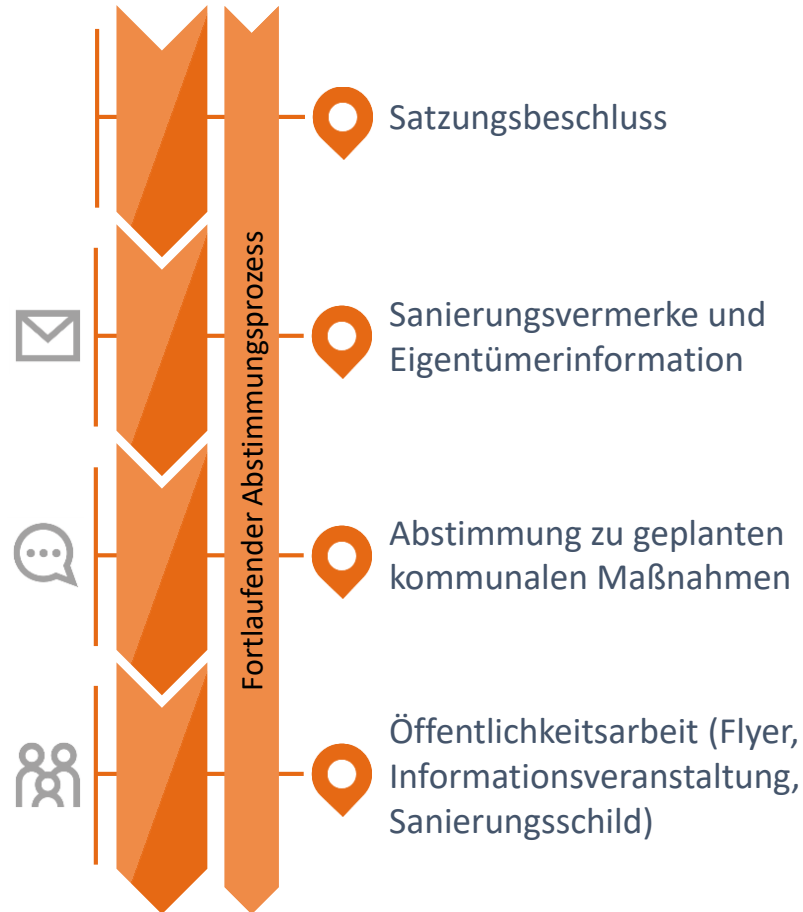 Satzungsbeschluss
Fortlaufender Abstimmungsprozess
Sanierungsvermerke und
Eigentümerinformation
Abstimmung zu geplanten
kommunalen Maßnahmen
Öffentlichkeitsarbeit (Flyer,
Informationsveranstaltung,
Sanierungsschild)